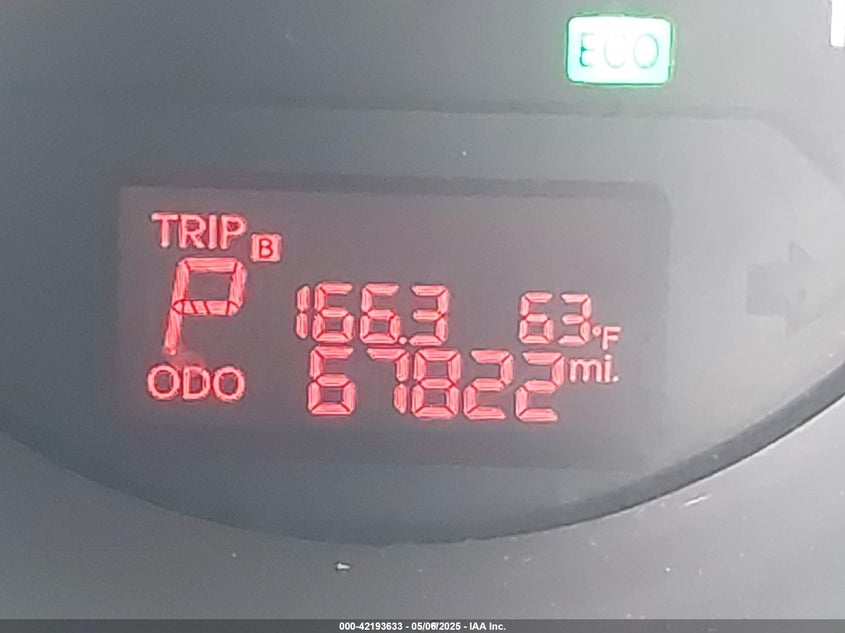 ECO
TRIP B
P 166.3 63°F
ODO 67822 mi.
000-42193633 - 05/06/2025 - IAA Inc.